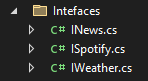 Intefaces
C# INews.cs
C# ISpotify.cs
C# IWeather.cs